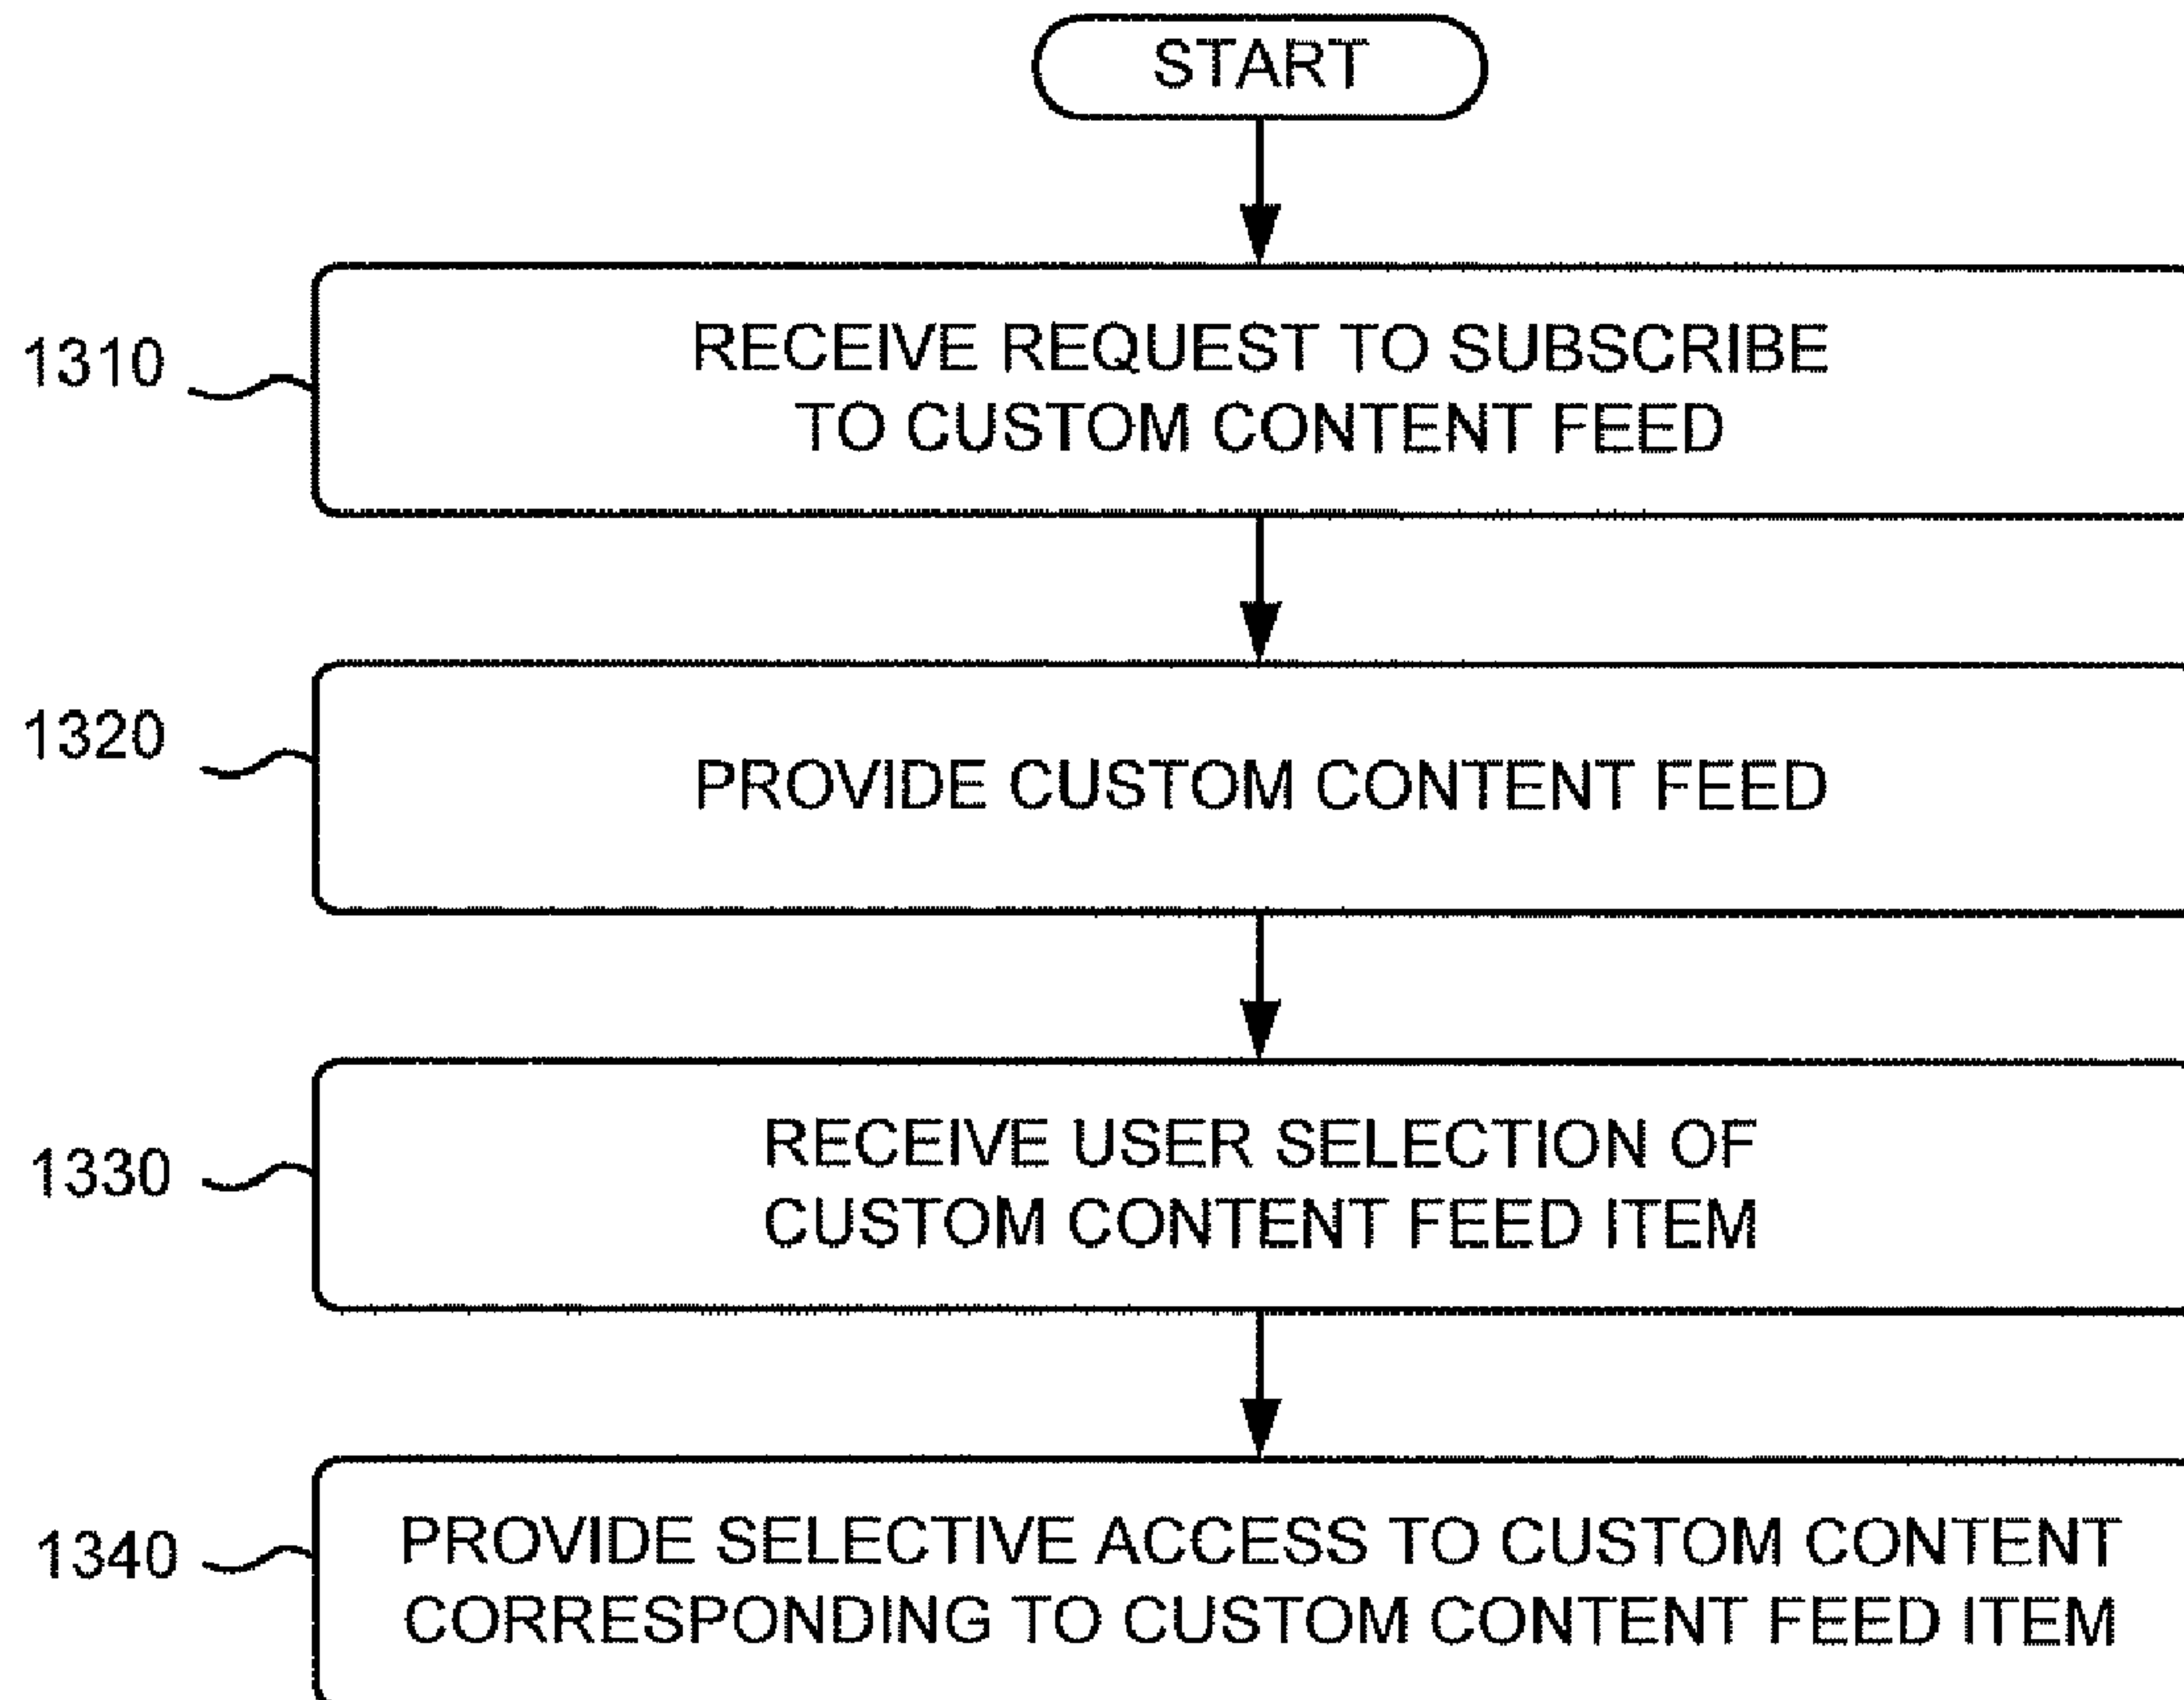 START
1310
RECEIVE REQUEST TO SUBSCRIBE
TO CUSTOM CONTENT FEED
1320
PROVIDE CUSTOM CONTENT FEED
1330
RECEIVE USER SELECTION OF
CUSTOM CONTENT FEED ITEM
1340
PROVIDE SELECTIVE ACCESS TO CUSTOM CONTENT
CORRESPONDING TO CUSTOM CONTENT FEED ITEM